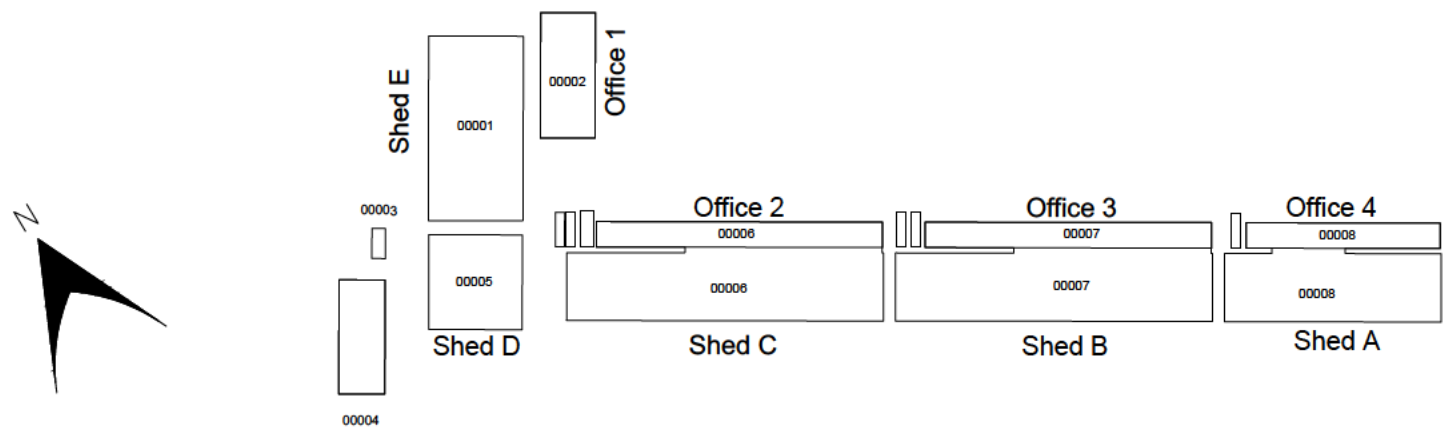 Office 1
00002
Shed E
00001
N
00003
Office 2
Office 3
Office 4
00006
00007
00008
00005
00006
00007
00008
Shed D
Shed C
Shed B
Shed A
00004